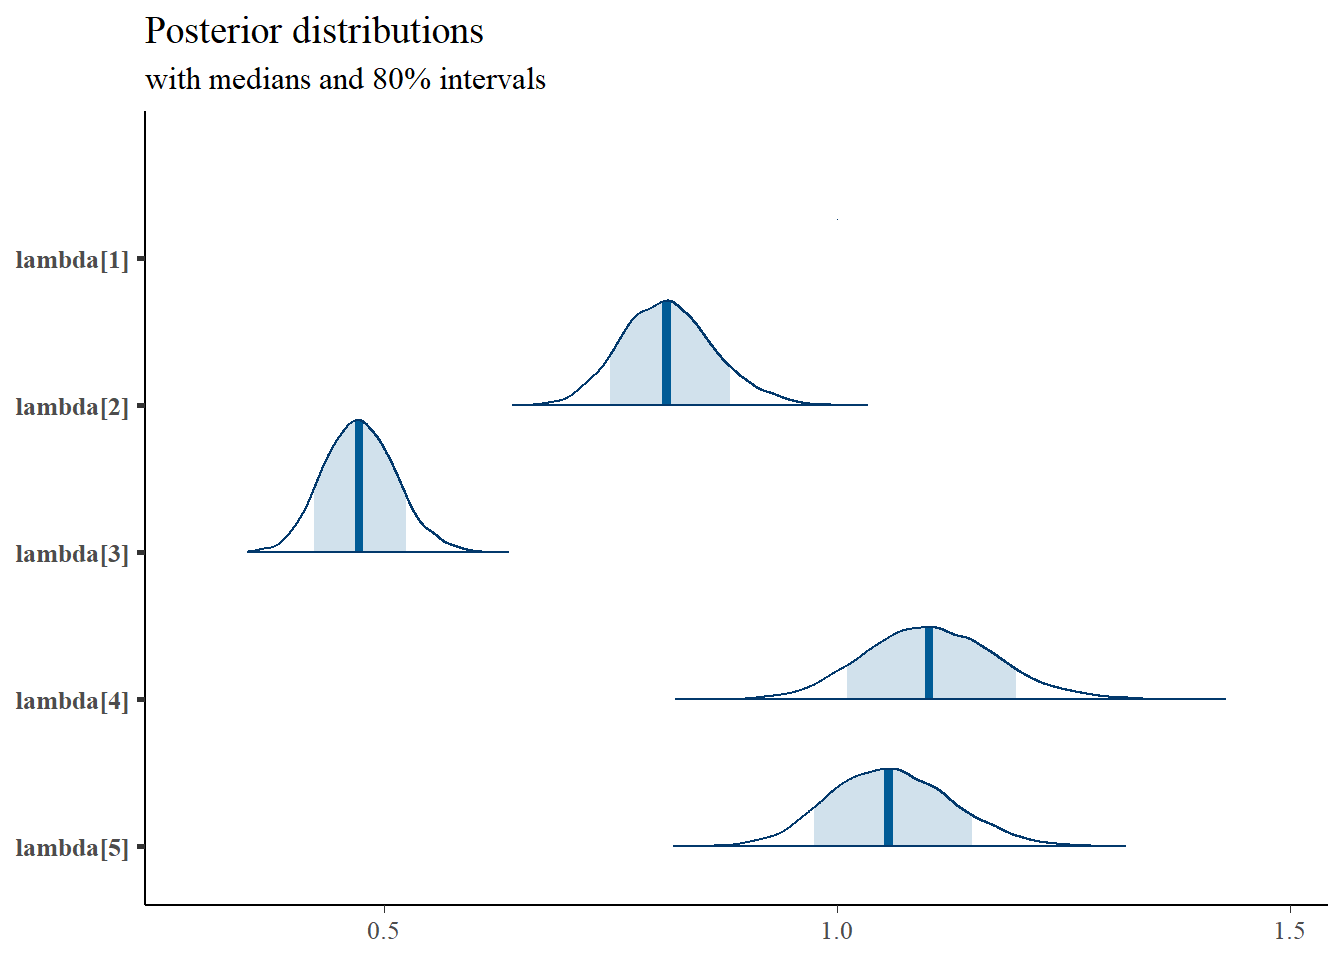 Posterior distributions
with medians and 80% intervals
lambda[1]
lambda[2]
lambda[3]
lambda[4]
lambda[5]
0.5 1.0 1.5